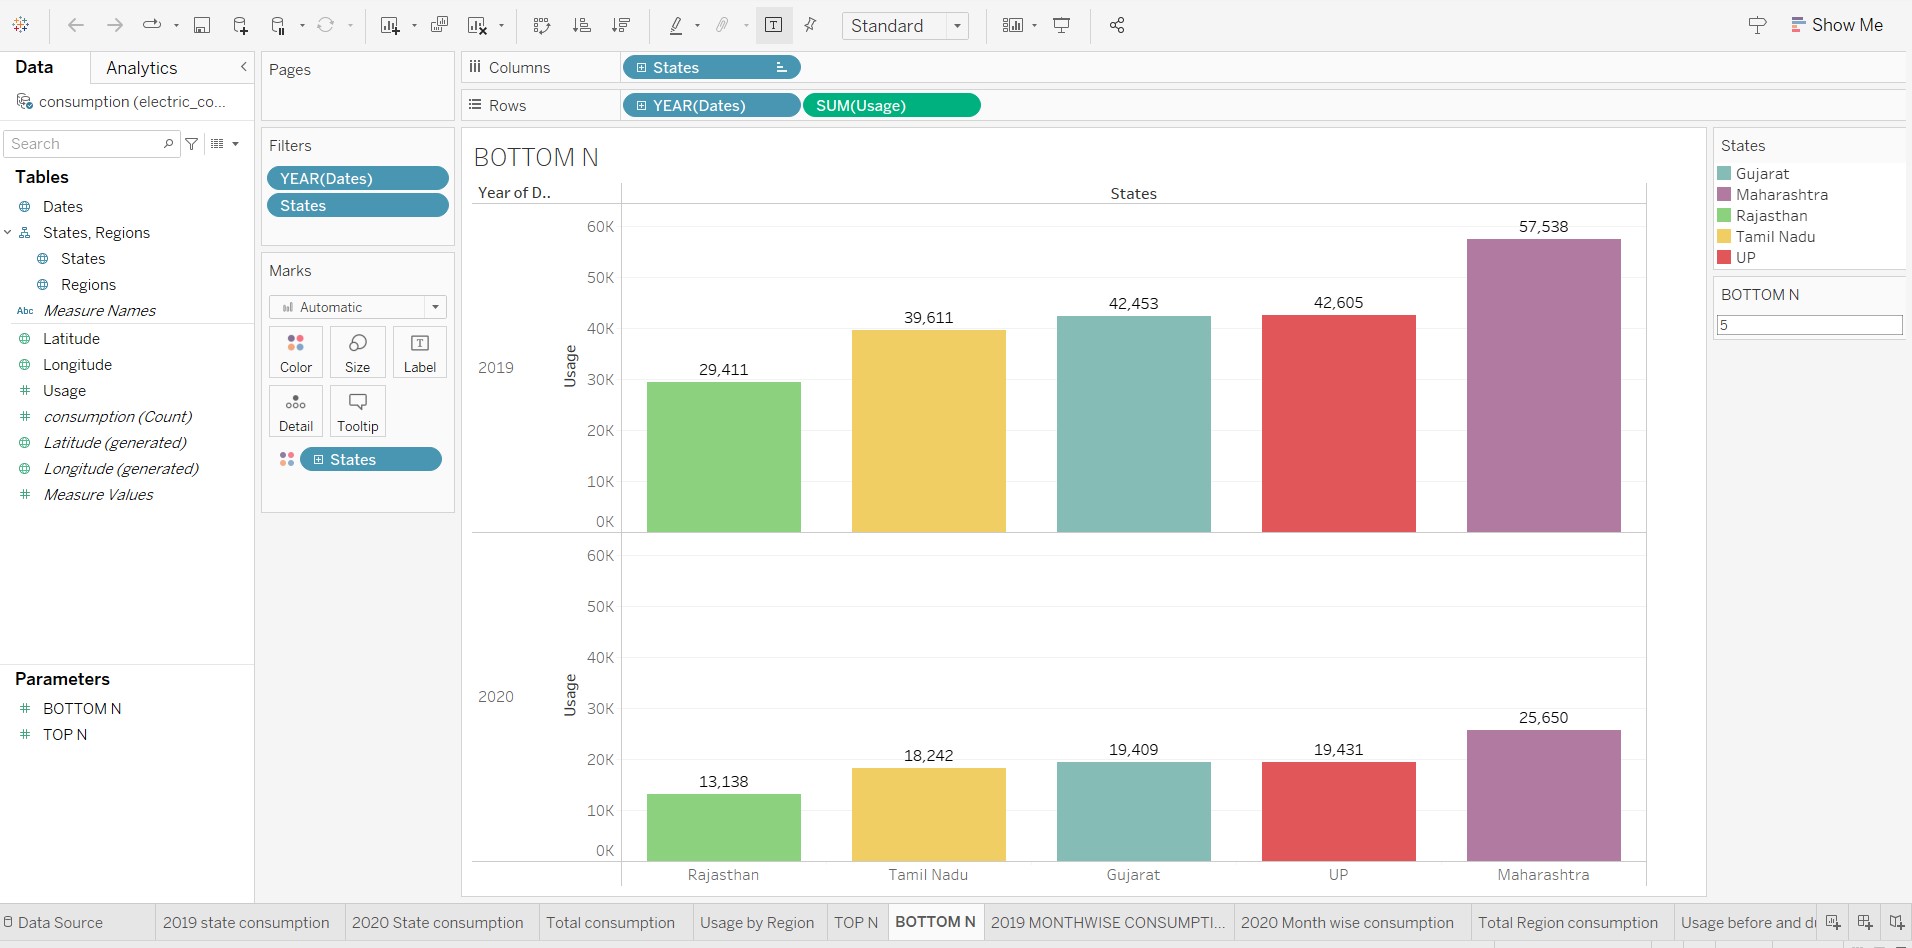 Standard
Show Me
Data
Analytics
consumption (electric_co...
Search
Tables
Dates
States, Regions
States
Regions
Abc Measure Names
Latitude
Longitude
Usage
consumption (Count)
Latitude (generated)
Longitude (generated)
Measure Values
Parameters
BOTTOM N
TOP N
Pages
Filters
YEAR(Dates)
States
Marks
Automatic
Color
Size
Label
Detail
Tooltip
States
Columns
States
Rows
YEAR(Dates)
SUM(Usage)
BOTTOM N
Year of D..
States
2019
Usage
60K
50K
40K
30K
20K
10K
0K
29,411
39,611
42,453
42,605
57,538
2020
Usage
60K
50K
40K
30K
20K
10K
0K
13,138
18,242
19,409
19,431
25,650
Rajasthan
Tamil Nadu
Gujarat
UP
Maharashtra
States
Gujarat
Maharashtra
Rajasthan
Tamil Nadu
UP
BOTTOM N
5
Data Source
2019 state consumption
2020 State consumption
Total consumption
Usage by Region
TOP N
BOTTOM N
2019 MONTHWISE CONSUMPTI...
2020 Month wise consumption
Total Region consumption
Usage before and